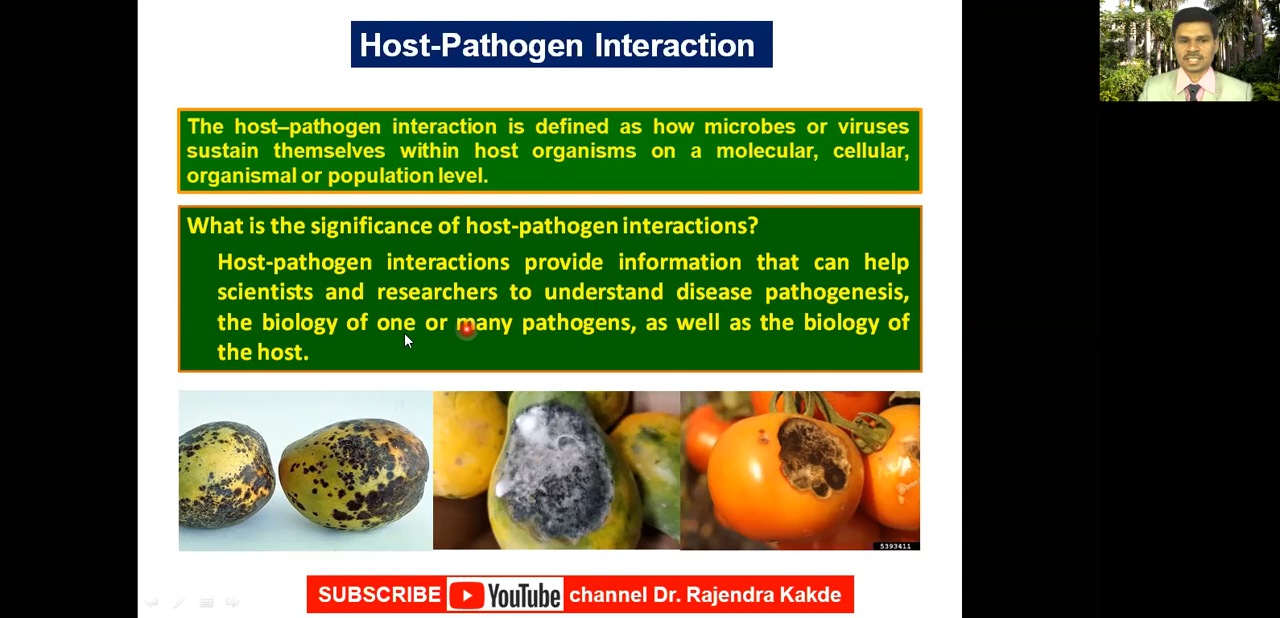 Host-Pathogen Interaction
The host–pathogen interaction is defined as how microbes or viruses
sustain themselves within host organisms on a molecular, cellular,
organismal or population level.
What is the significance of host-pathogen interactions?
Host-pathogen interactions provide information that can help
scientists and researchers to understand disease pathogenesis,
the biology of one or many pathogens, as well as the biology of
the host.
5393411
SUBSCRIBE YouTube channel Dr. Rajendra Kakde